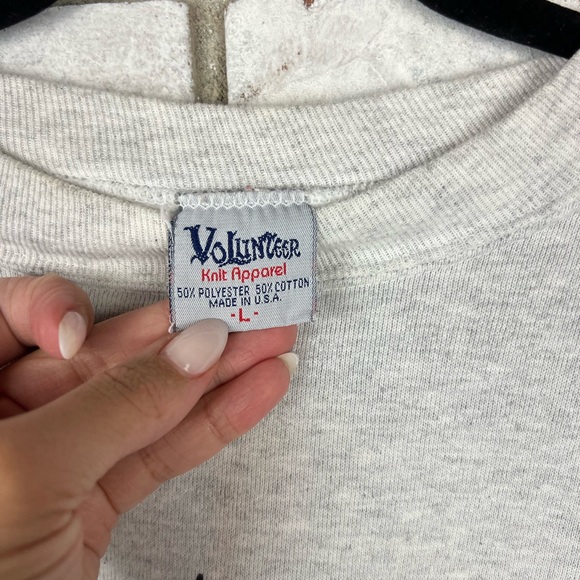 VOLUNTEER
Knit Apparel
50% POLYESTER 50% COTTON
MADE IN U.S.A.
- L -